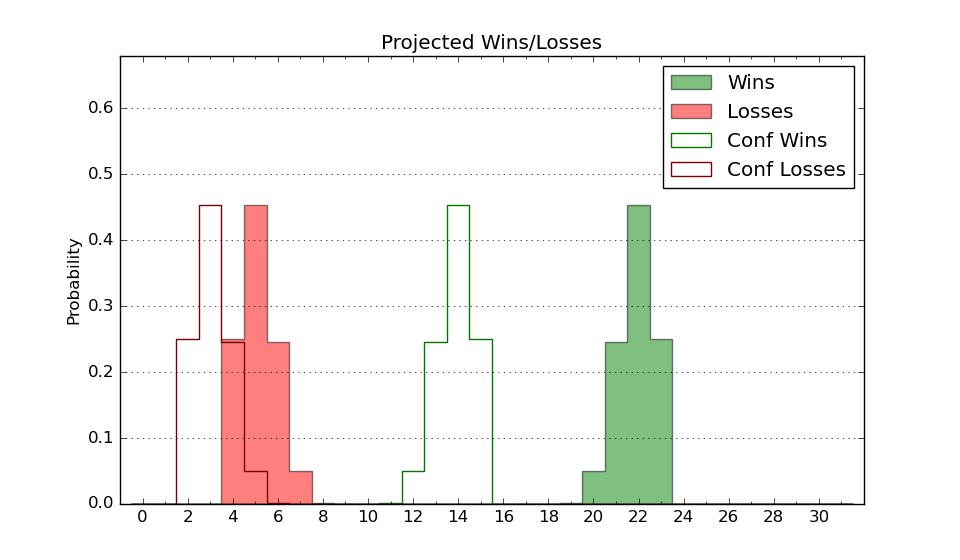 Projected Wins/Losses
Wins
Losses
Conf Wins
Conf Losses
Probability
0.6
0.5
0.4
0.3
0.2
0.1
0.0
0 2 4 6 8 10 12 14 16 18 20 22 24 26 28 30